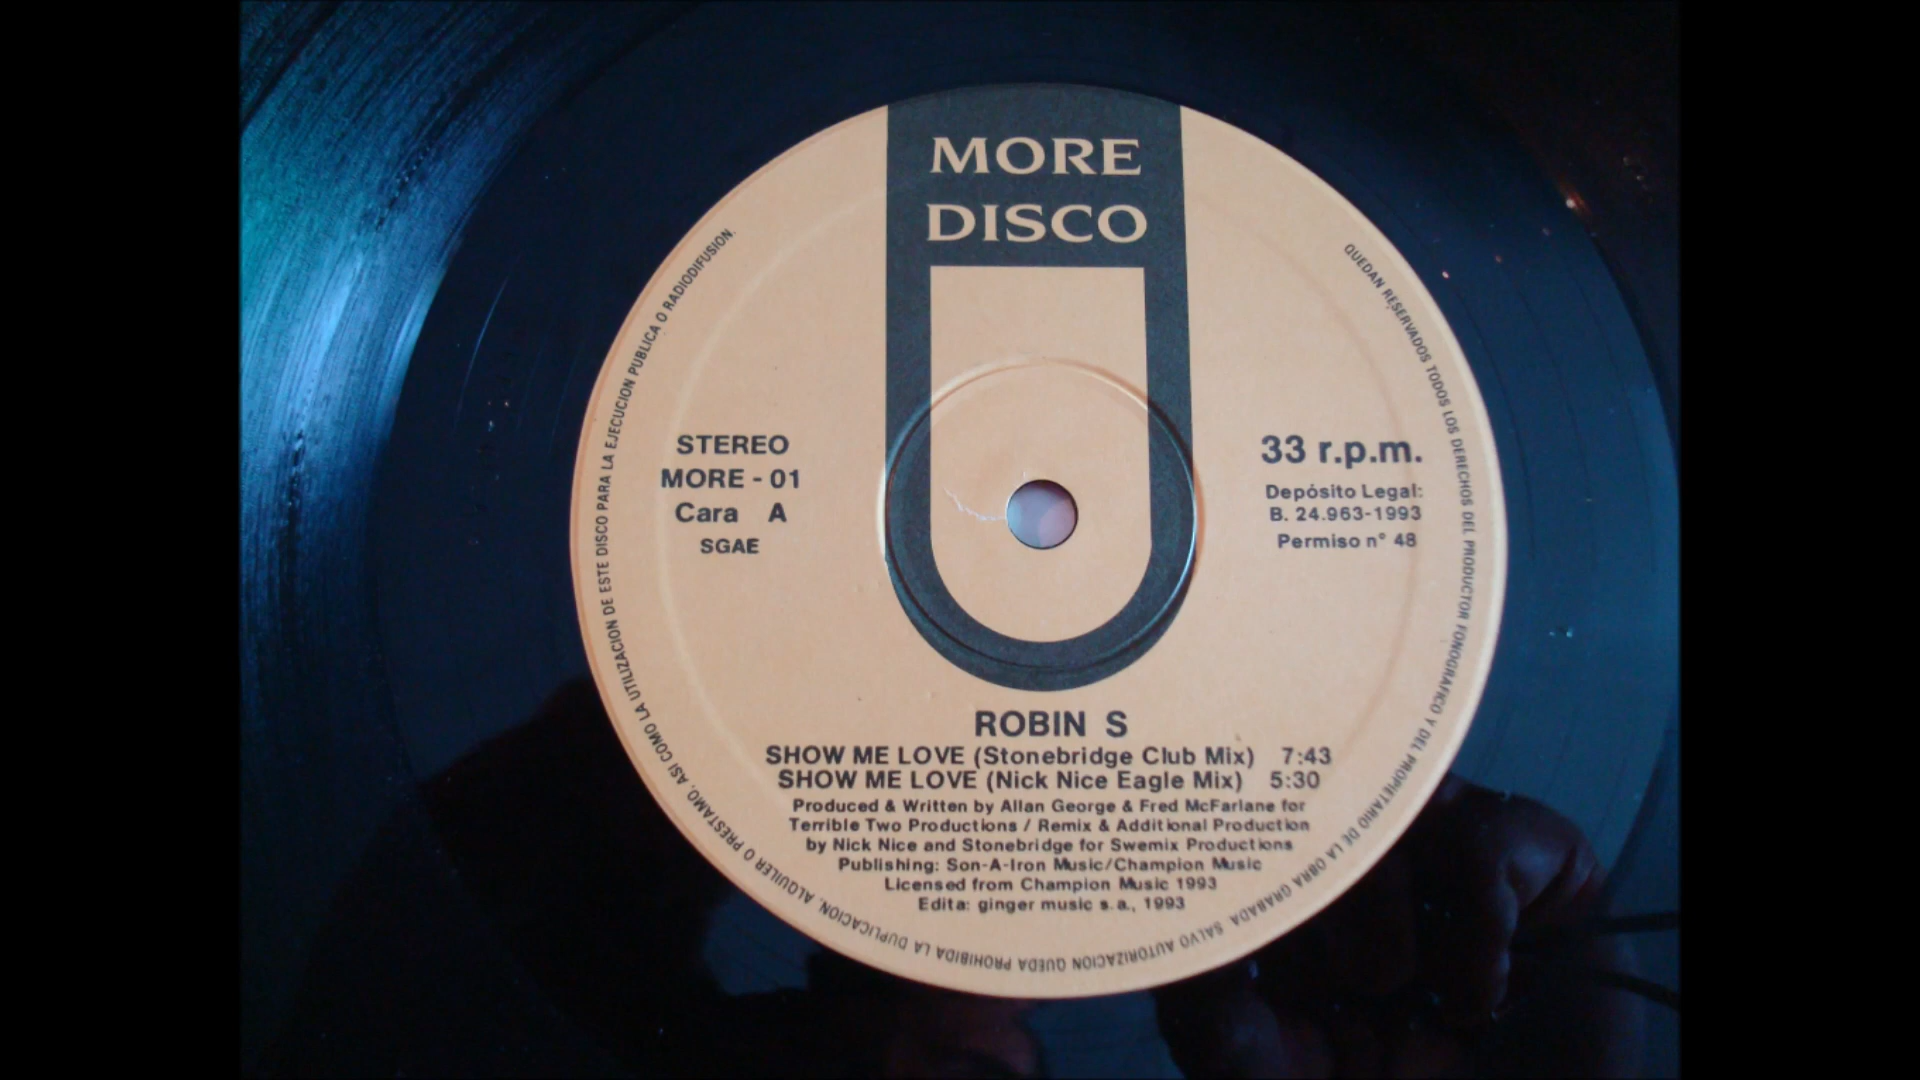 MORE
DISCO
STEREO
MORE - 01
Cara A
SGAE
33 r.p.m.
Depósito Legal:
B. 24.963-1993
Permiso n° 48
ROBIN S
SHOW ME LOVE (Stonebridge Club Mix) 7:43
SHOW ME LOVE (Nick Nice Eagle Mix) 5:30
Produced & Written by Allan George & Fred McFarlane for
Terrible Two Productions / Remix & Additional Production
by Nick Nice and Stonebridge for Swemix Productions
Publishing: Son-A-Iron Music/Champion Music
Licensed from Champion Music 1993
Edita: ginger music s.a., 1993
QUEDAN RESERVADOS TODOS LOS DERECHOS DEL PRODUCTOR FONOGRAFICO Y DEL PROPIETARIO DE LA OBRA GRABADA. SALVO AUTORIZACION QUEDA PROHIBIDA LA DUPLICACION, ALQUILER O PRESTAMO, ASI COMO LA UTILIZACION DE ESTE DISCO PARA LA EJECUCION PUBLICA O RADIODIFUSION.